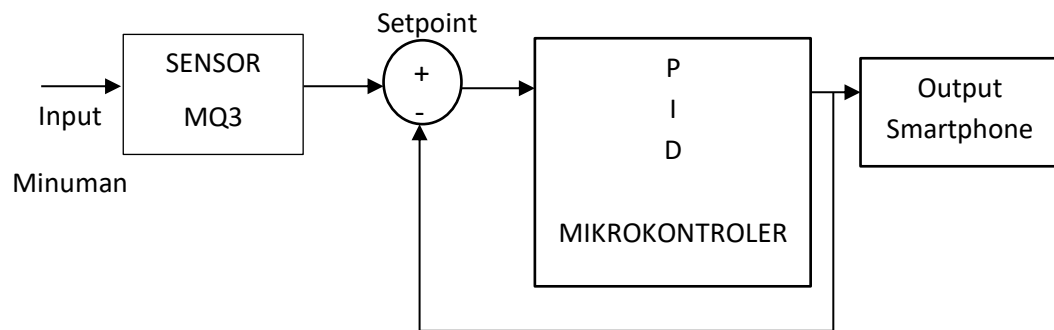 Input
Minuman
SENSOR
MQ3
Setpoint
+
-
P
I
D
MIKROKONTROLER
Output
Smartphone